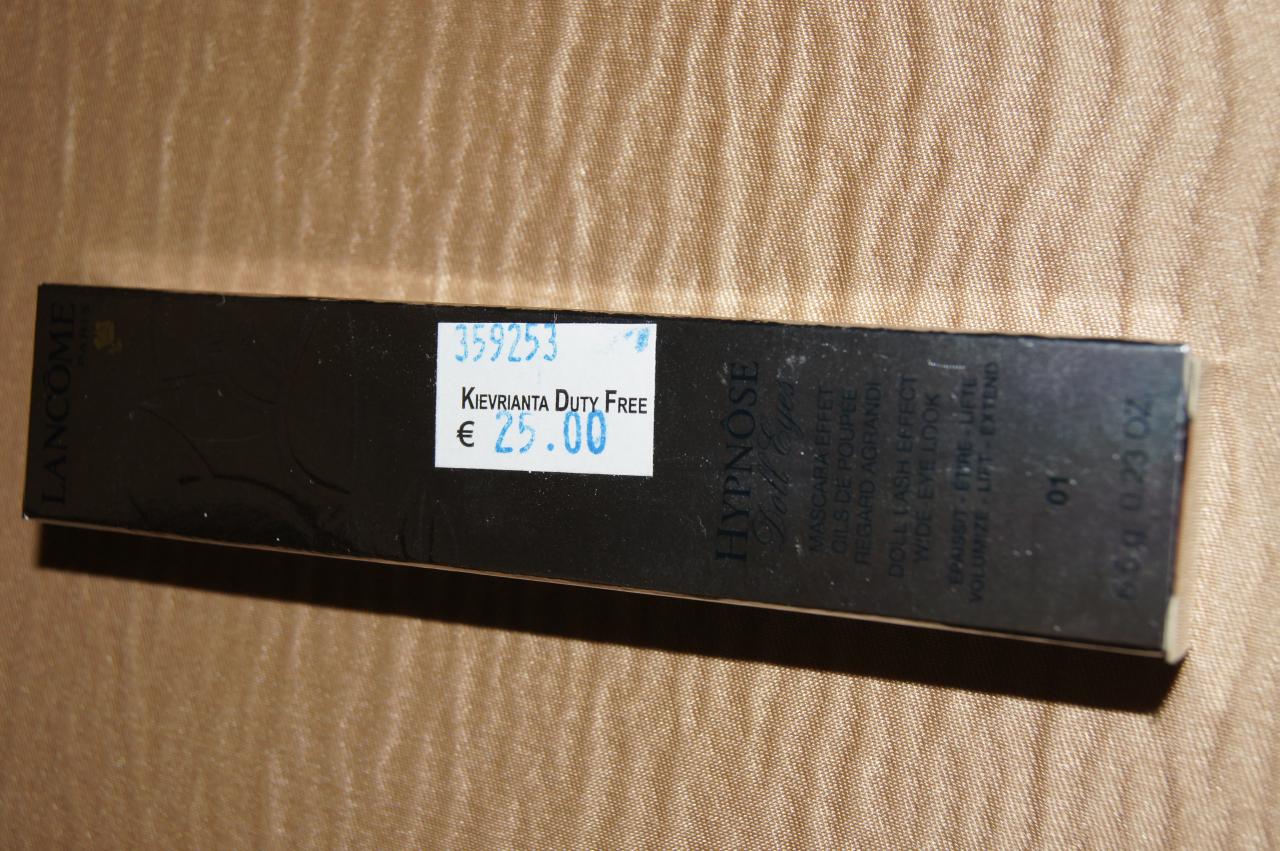 LANCÔME
PARIS
359253
KIEVRIANTA DUTY FREE
€ 25.00
HYPNÔSE
Doll Eyes
MASCARA EFFET
CILS DE POUPÉE
REGARD AGRANDI
DOLL LASH EFFECT
WIDE EYE LOOK
ÉPAISSIT - ÉTIRE - LIFTE
VOLUMIZE - LIFT - EXTEND
01
6.5 g 0.23 OZ